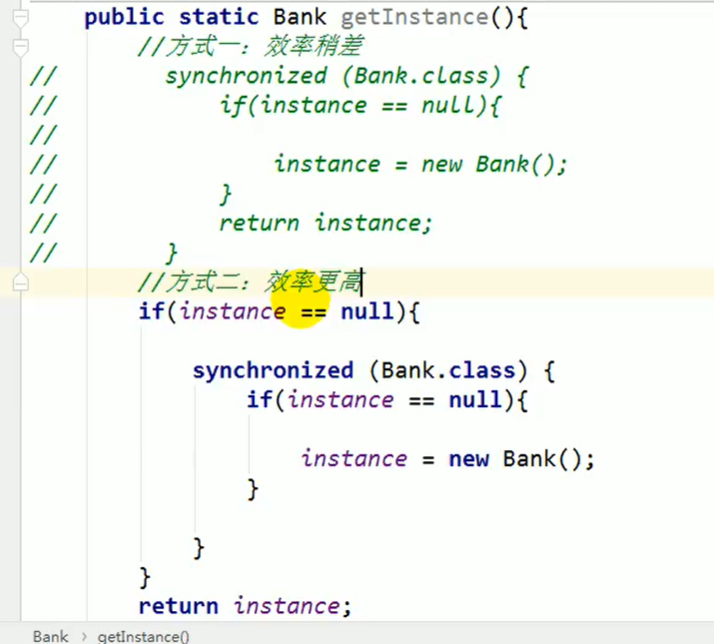 public static Bank getInstance(){
//方式一：效率稍差
//        synchronized (Bank.class) {
//            if(instance == null){
//
//                instance = new Bank();
//            }
//            return instance;
//        }
//方式二：效率更高
if(instance == null){
synchronized (Bank.class) {
if(instance == null){
instance = new Bank();
}
}
}
return instance;
Bank › getInstance()